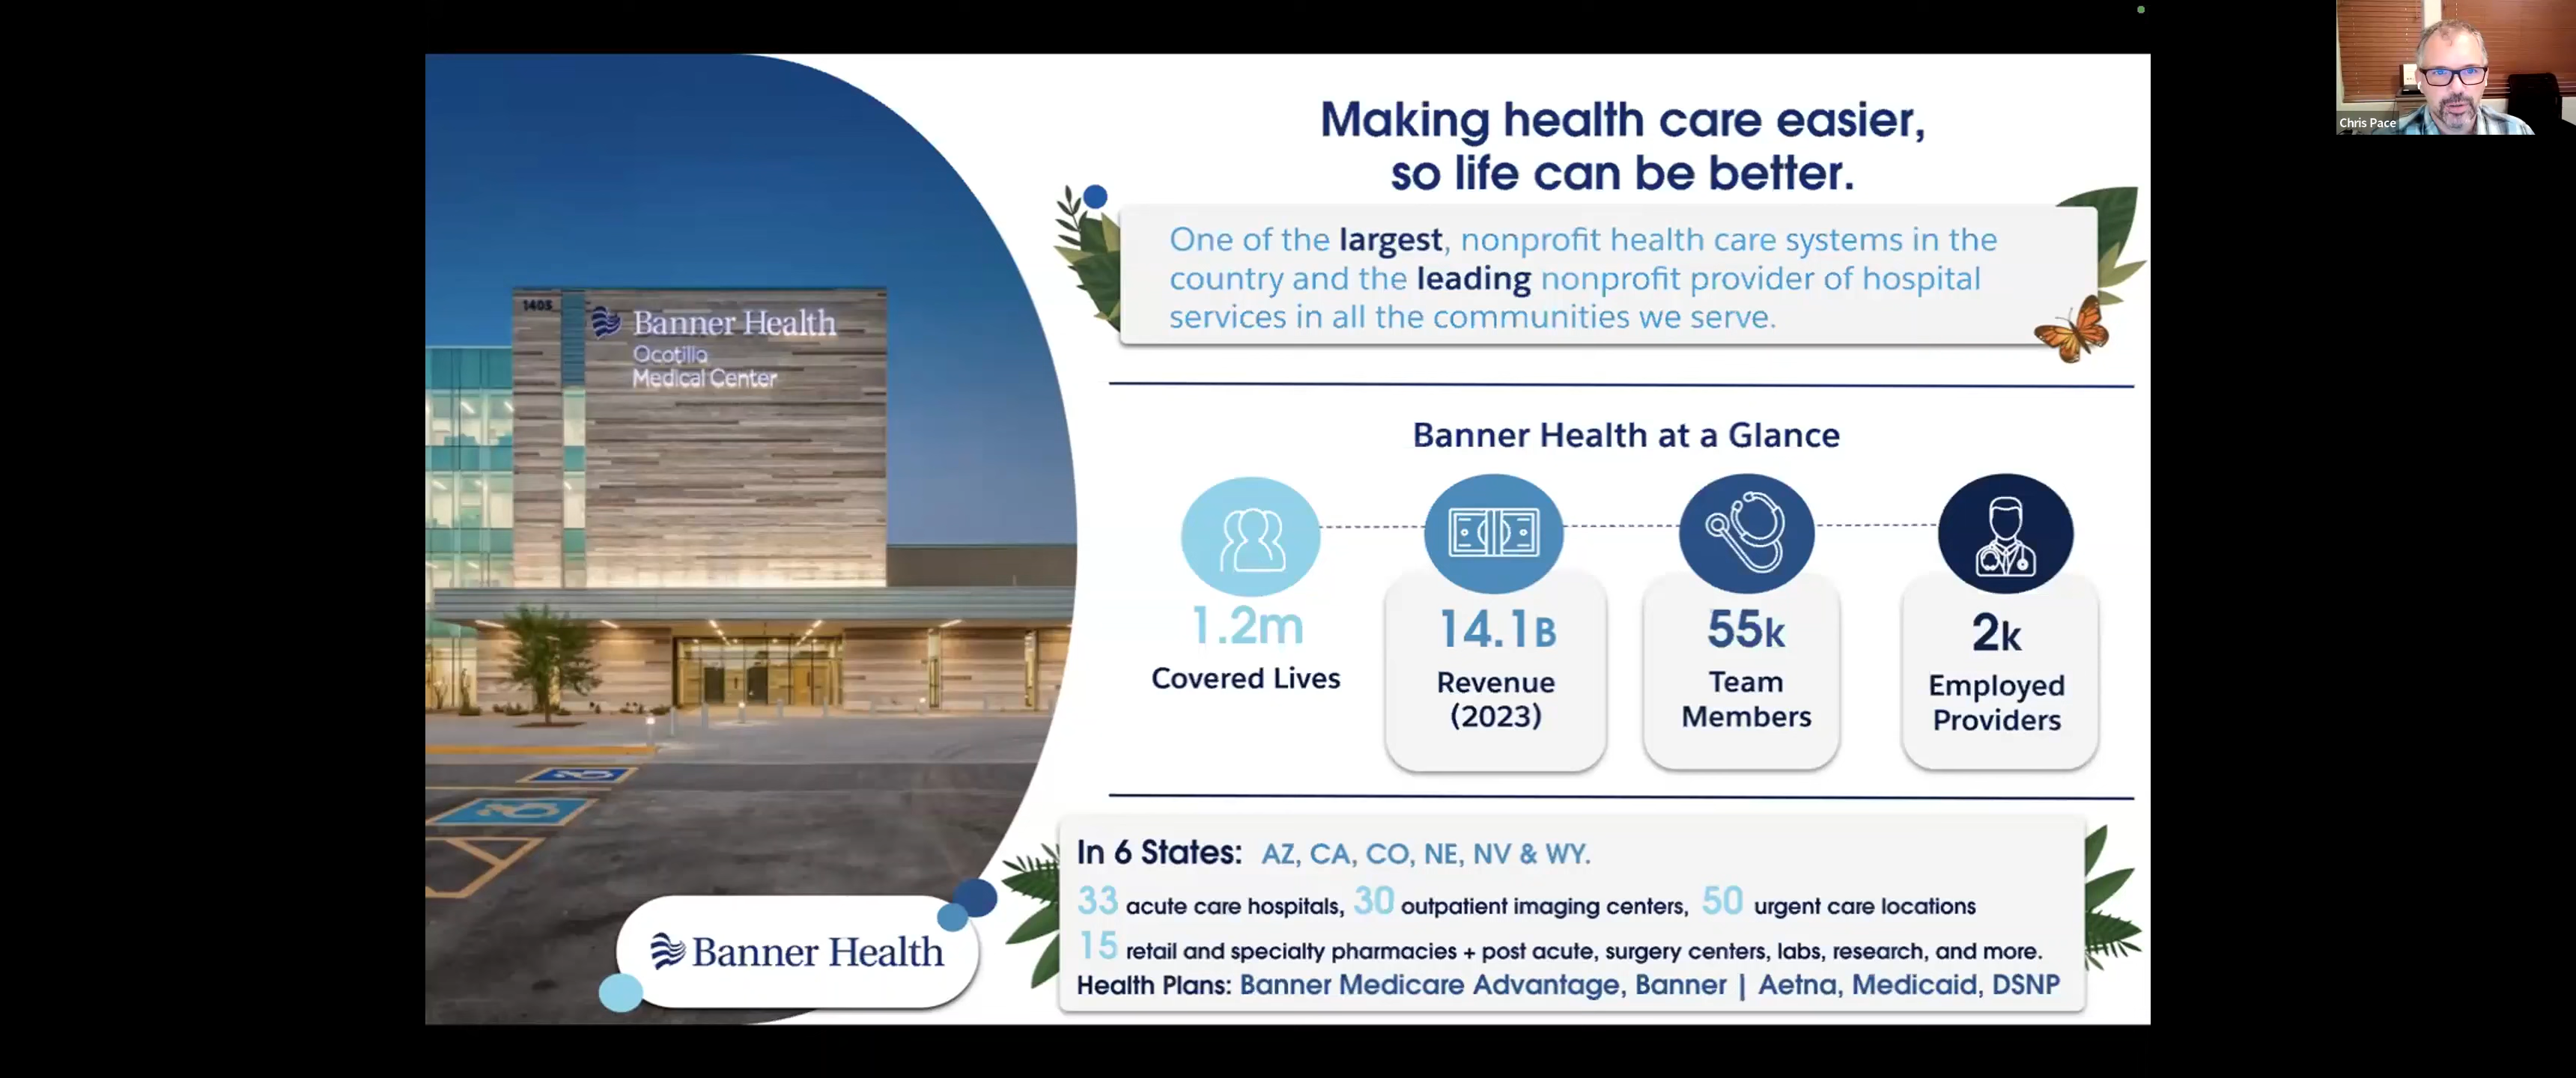 Chris Pace
Making health care easier,
so life can be better.
One of the largest, nonprofit health care systems in the
country and the leading nonprofit provider of hospital
services in all the communities we serve.
1405
Banner Health
Ocotillo
Medical Center
Banner Health at a Glance
1.2m
Covered Lives
14.1B
Revenue
(2023)
55k
Team
Members
2k
Employed
Providers
In 6 States: AZ, CA, CO, NE, NV & WY.
33 acute care hospitals, 30 outpatient imaging centers, 50 urgent care locations
15 retail and specialty pharmacies + post acute, surgery centers, labs, research, and more.
Health Plans: Banner Medicare Advantage, Banner | Aetna, Medicaid, DSNP
Banner Health